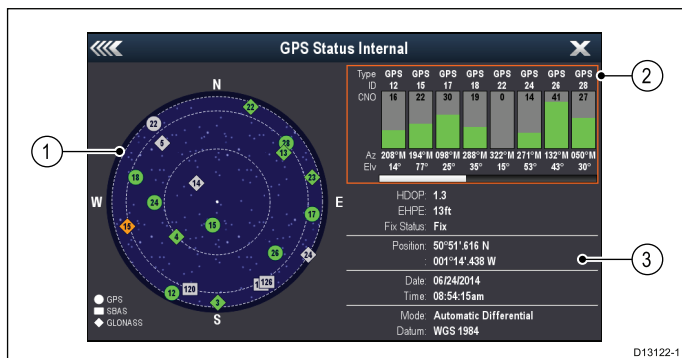 GPS Status Internal
1
N
W
E
S
22
22
5
28
13
18
23
14
24
17
15
15
4
26
24
12
120
126
3
GPS
SBAS
GLONASS
2
Type GPS GPS GPS GPS GPS GPS GPS GPS
ID 12 15 17 18 22 24 26 28
CNO 16 22 30 19 0 14 41 27
Az 208°M 194°M 098°M 288°M 322°M 271°M 132°M 050°M
Elv 14° 77° 25° 35° 15° 53° 43° 30°
HDOP: 1.3
EHPE: 13ft
Fix Status: Fix
Position: 50°51'.616 N
: 001°14'.438 W
3
Date: 06/24/2014
Time: 08:54:15am
Mode: Automatic Differential
Datum: WGS 1984
D13122-1